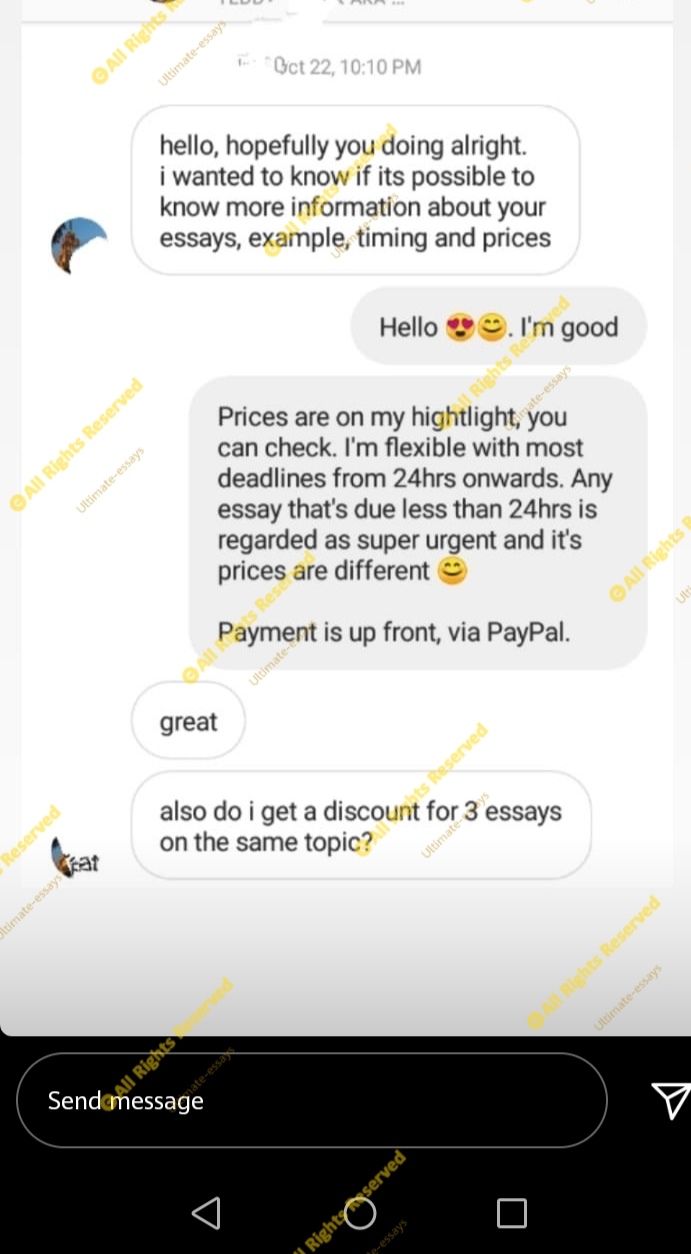 Oct 22, 10:10 PM
hello, hopefully you doing alright.
i wanted to know if its possible to
know more information about your
essays, example, timing and prices
Hello 😍😊. I'm good
Prices are on my hightlight, you
can check. I'm flexible with most
deadlines from 24hrs onwards. Any
essay that's due less than 24hrs is
regarded as super urgent and it's
prices are different 😊
Payment is up front, via PayPal.
great
also do i get a discount for 3 essays
on the same topic?
Send message
©All Rights Reserved
Ultimate-essays